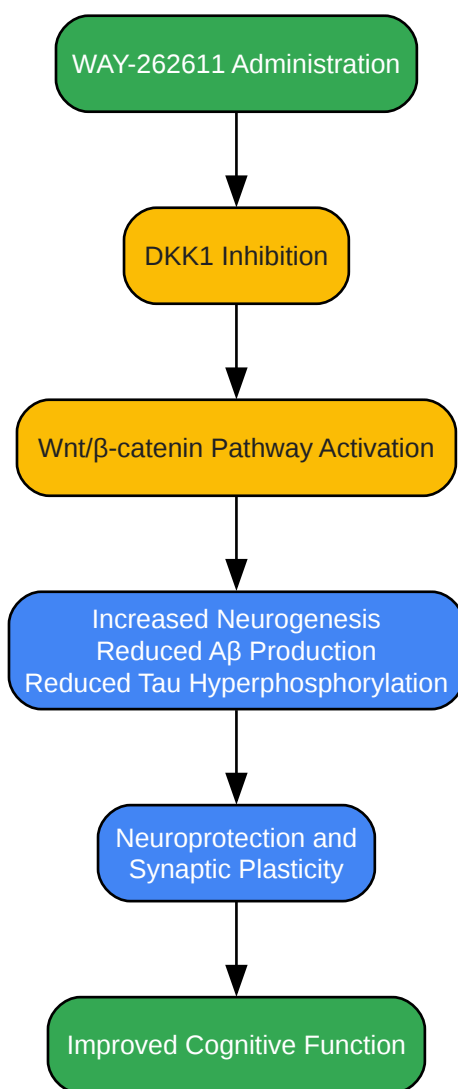 WAY-262611 Administration
DKK1 Inhibition
Wnt/β-catenin Pathway Activation
Increased Neurogenesis
Reduced Aβ Production
Reduced Tau Hyperphosphorylation
Neuroprotection and
Synaptic Plasticity
Improved Cognitive Function